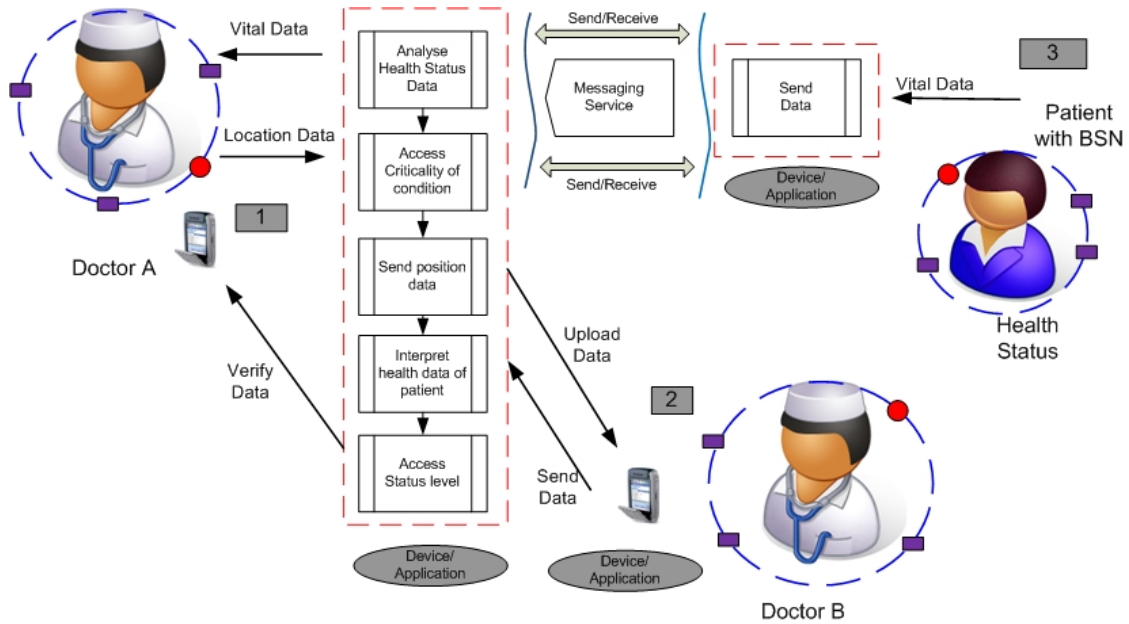 Vital Data
Location Data
1
Doctor A
Verify
Data
Analyse
Health Status
Data
Access
Criticality of
condition
Send position
data
Interpret
health data of
patient
Access
Status level
Device/
Application
Send/Receive
Messaging
Service
Send/Receive
Send
Data
Device/
Application
Vital Data
3
Patient
with BSN
Health
Status
Upload
Data
2
Send
Data
Device/
Application
Doctor B